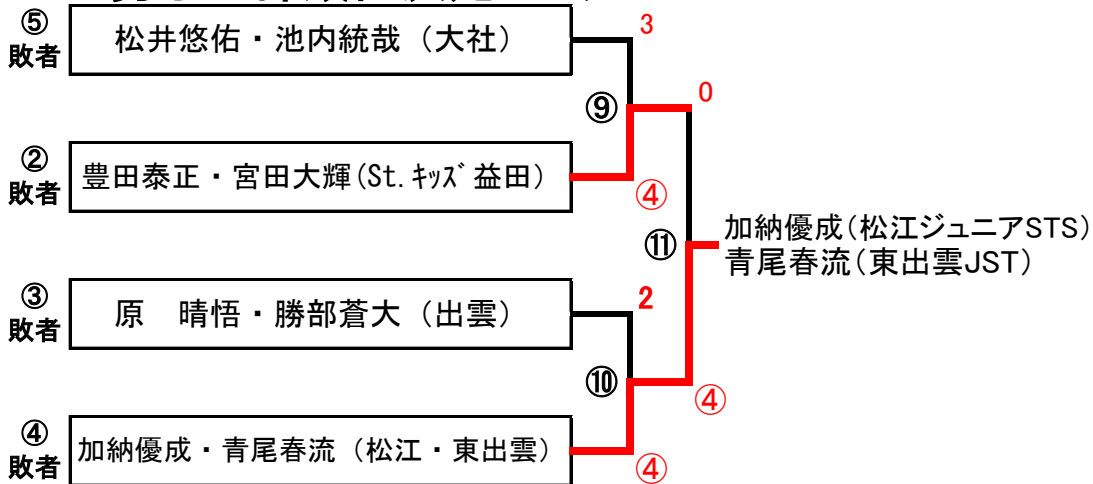 ⑤
敗者
松井悠佑・池内統哉（大社）
3
⑨
0
②
敗者
豊田泰正・宮田大輝(St.ｷｯｽﾞ益田)
④
⑪
加納優成(松江ジュニアSTS)
青尾春流(東出雲JST)
③
敗者
原　晴悟・勝部蒼大（出雲）
2
⑩
④
④
敗者
加納優成・青尾春流（松江・東出雲）
④